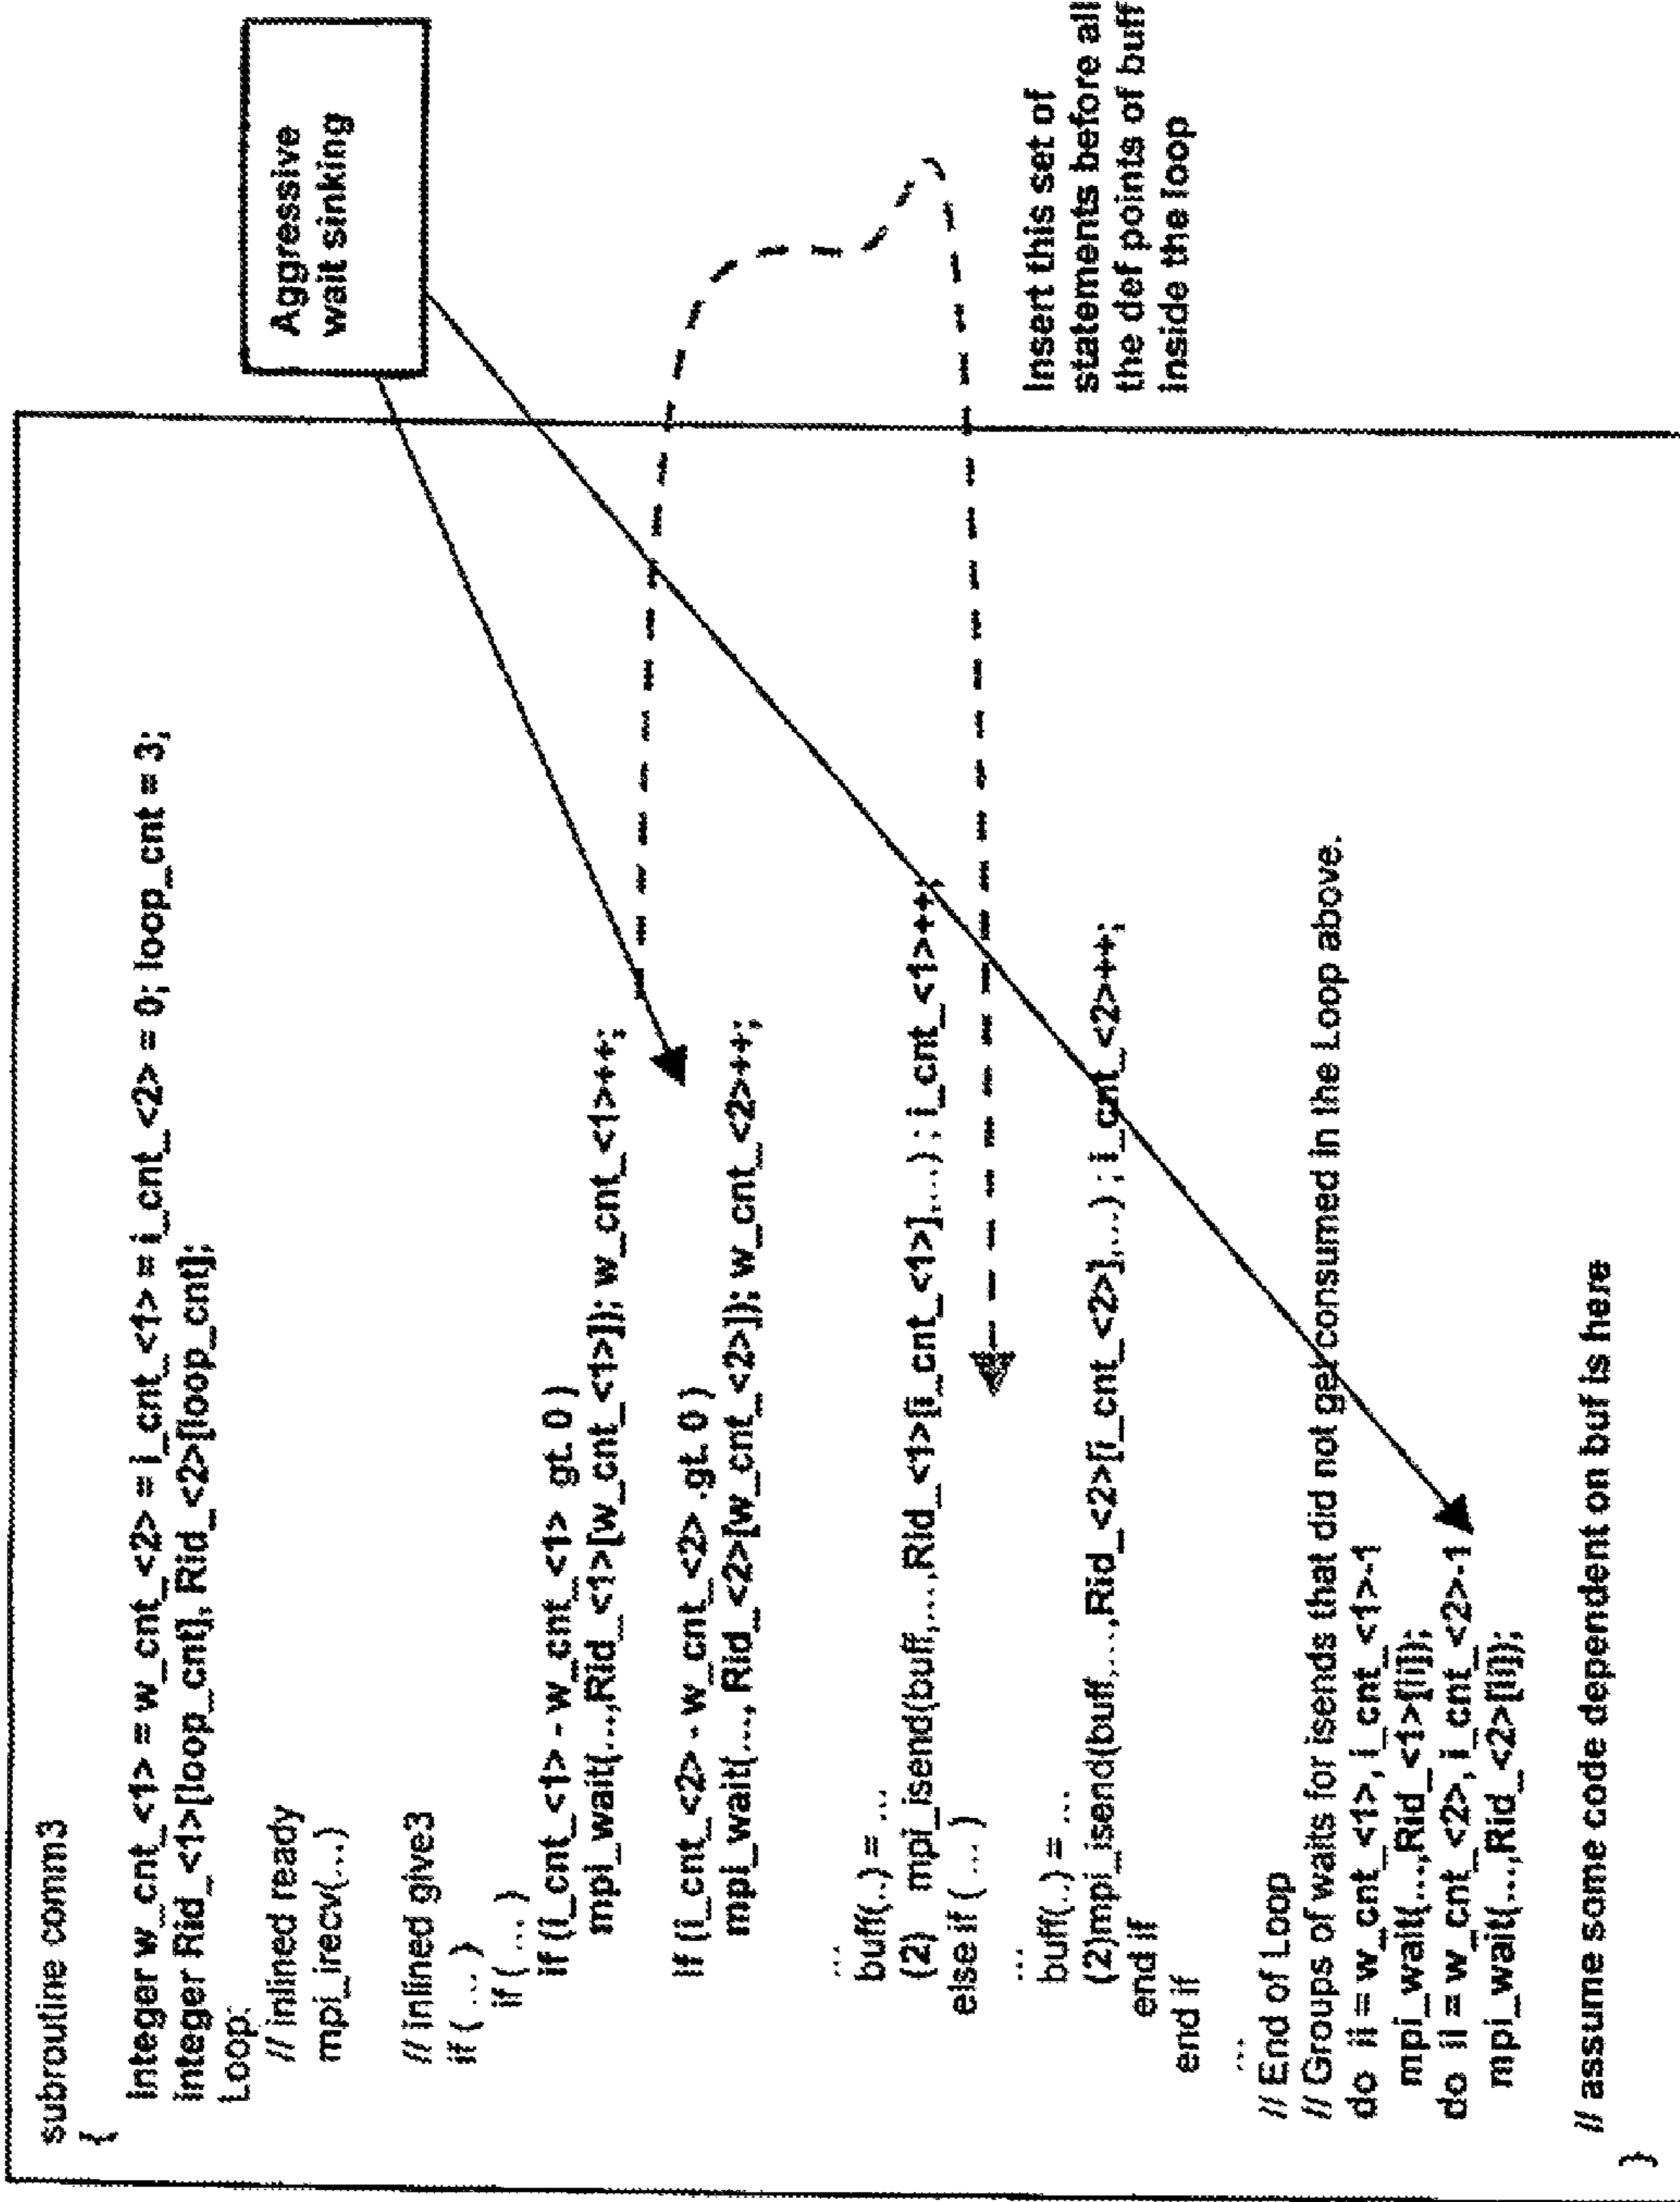 subroutine comm3
{
Integer w_cnt_<1> = w_cnt_<2> = i_cnt_<1> = i_cnt_<2> = 0; loop_cnt = 3;
integer Rid_<1>[loop_cnt], Rid_<2>[loop_cnt];
Loop:
// inlined ready
mpi_irecv(...)
// inlined give3
if ( ... )
if ( ... )
if (i_cnt_<1> - w_cnt_<1> gt. 0 )
mpi_wait(...,Rid_<1>[w_cnt_<1>]); w_cnt_<1>++;
if (i_cnt_<2> - w_cnt_<2> .gt. 0 )
mpi_wait(..., Rid_<2>[w_cnt_<2>]); w_cnt_<2>++;
...
buff(..) = ...
(2) mpi_isend(buff,...,Rid_<1>[i_cnt_<1>],...) ; i_cnt_<1>++;
else if ( ... )
...
buff(..) = ...
(2)mpi_isend(buff,...,Rid_<2>[i_cnt_<2>],...) ; i_cnt_<2>++;
end if
end if
...
// End of Loop
// Groups of waits for isends that did not get consumed in the Loop above.
do ii = w_cnt_<1>, i_cnt_<1>-1
mpi_wait(...,Rid_<1>[ii]);
do ii = w_cnt_<2>, i_cnt_<2>-1
mpi_wait(...,Rid_<2>[ii]);
// assume some code dependent on buf is here
}
Aggressive
wait sinking
Insert this set of
statements before all
the def points of buff
inside the loop